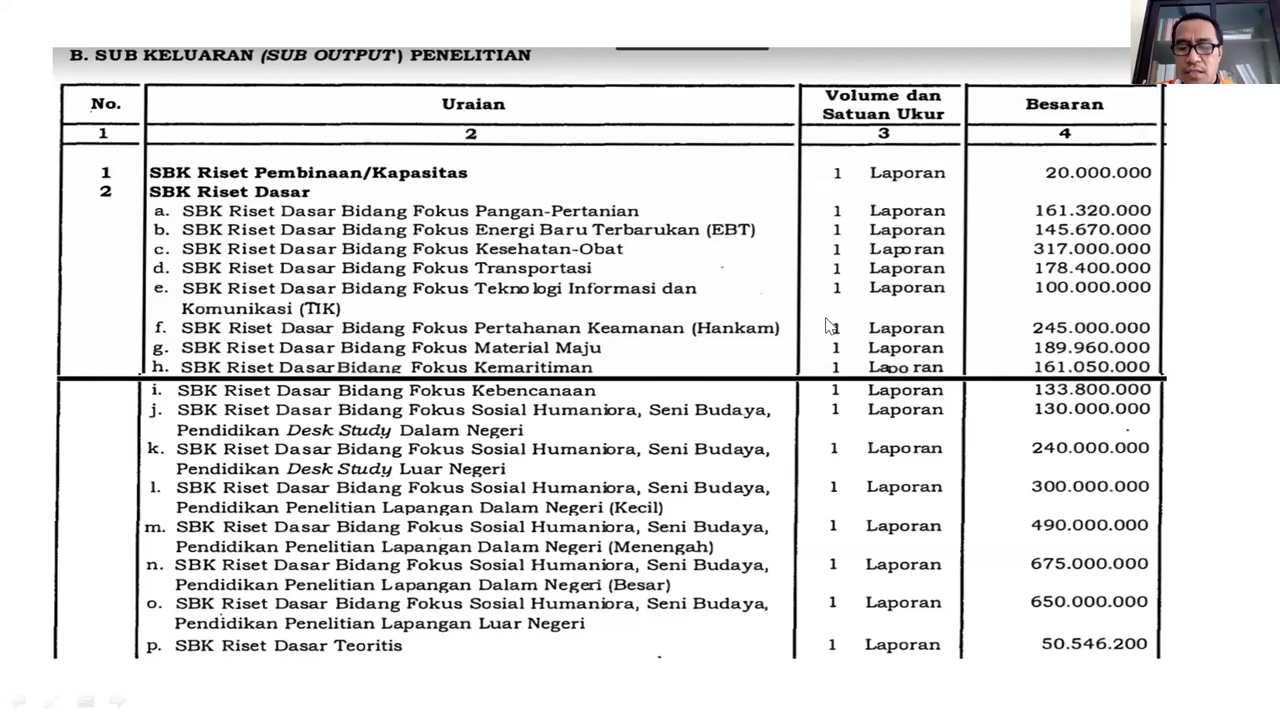 B. SUB KELUARAN (SUB OUTPUT) PENELITIAN
No. Uraian Volume dan Satuan Ukur Besaran
1 2 3 4
1 SBK Riset Pembinaan/Kapasitas 1 Laporan 20.000.000
2 SBK Riset Dasar
a. SBK Riset Dasar Bidang Fokus Pangan-Pertanian 1 Laporan 161.320.000
b. SBK Riset Dasar Bidang Fokus Energi Baru Terbarukan (EBT) 1 Laporan 145.670.000
c. SBK Riset Dasar Bidang Fokus Kesehatan-Obat 1 Laporan 317.000.000
d. SBK Riset Dasar Bidang Fokus Transportasi 1 Laporan 178.400.000
e. SBK Riset Dasar Bidang Fokus Teknologi Informasi dan 1 Laporan 100.000.000
Komunikasi (TIK)
f. SBK Riset Dasar Bidang Fokus Pertahanan Keamanan (Hankam) 1 Laporan 245.000.000
g. SBK Riset Dasar Bidang Fokus Material Maju 1 Laporan 189.960.000
h. SBK Riset Dasar Bidang Fokus Kemaritiman 1 Laporan 161.050.000
i. SBK Riset Dasar Bidang Fokus Kebencanaan 1 Laporan 133.800.000
j. SBK Riset Dasar Bidang Fokus Sosial Humaniora, Seni Budaya, 1 Laporan 130.000.000
Pendidikan Desk Study Dalam Negeri
k. SBK Riset Dasar Bidang Fokus Sosial Humaniora, Seni Budaya, 1 Laporan 240.000.000
Pendidikan Desk Study Luar Negeri
l. SBK Riset Dasar Bidang Fokus Sosial Humaniora, Seni Budaya, 1 Laporan 300.000.000
Pendidikan Penelitian Lapangan Dalam Negeri (Kecil)
m. SBK Riset Dasar Bidang Fokus Sosial Humaniora, Seni Budaya, 1 Laporan 490.000.000
Pendidikan Penelitian Lapangan Dalam Negeri (Menengah)
n. SBK Riset Dasar Bidang Fokus Sosial Humaniora, Seni Budaya, 1 Laporan 675.000.000
Pendidikan Penelitian Lapangan Dalam Negeri (Besar)
o. SBK Riset Dasar Bidang Fokus Sosial Humaniora, Seni Budaya, 1 Laporan 650.000.000
Pendidikan Penelitian Lapangan Luar Negeri
p. SBK Riset Dasar Teoritis 1 Laporan 50.546.200